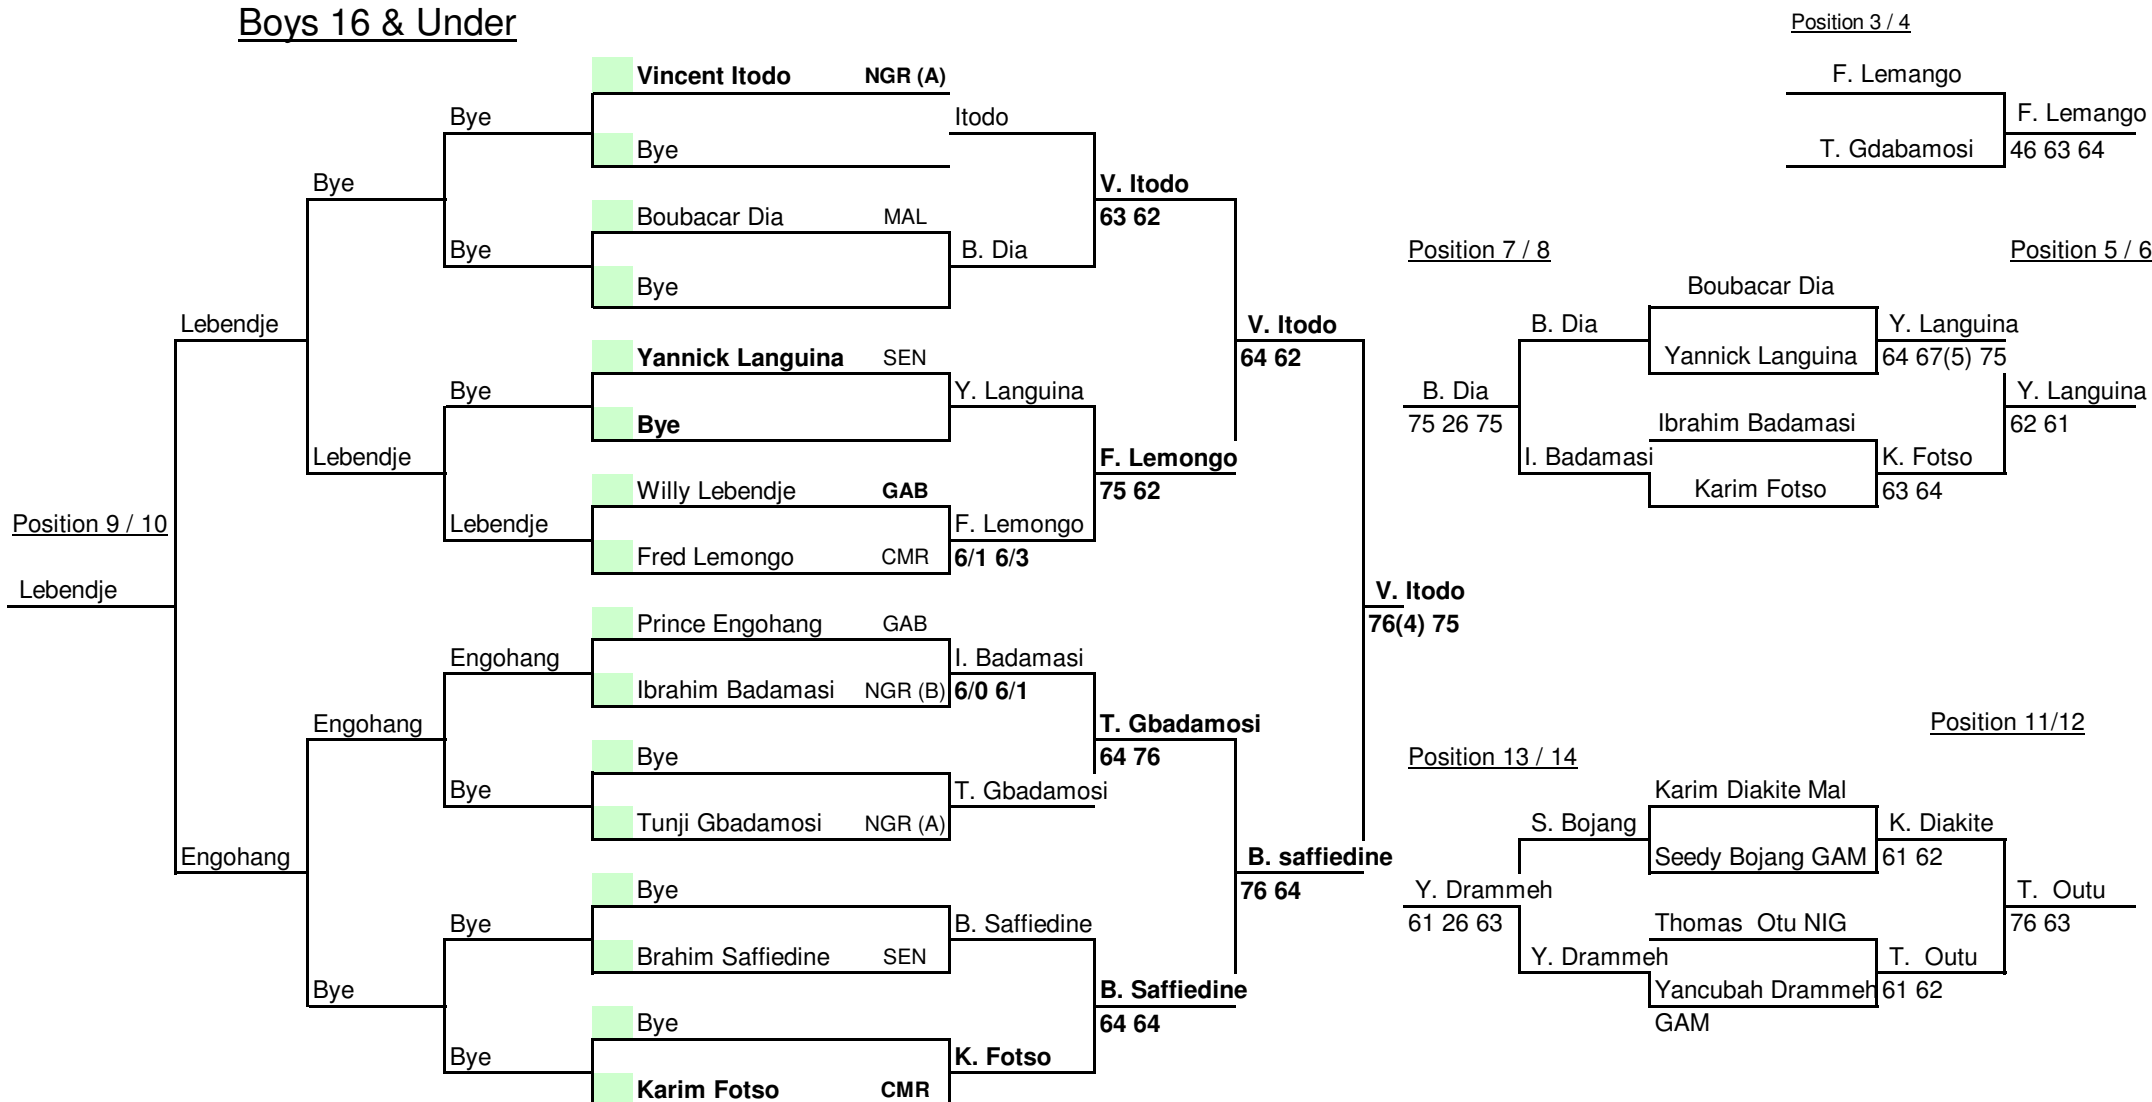 Boys 16 & Under
Position 3 / 4
Vincent Itodo NGR (A)
F. Lemango
Bye
Itodo
F. Lemango
Bye
T. Gdabamosi
46 63 64
Bye
V. Itodo
Boubacar Dia MAL
63 62
Bye
B. Dia
Position 7 / 8
Position 5 / 6
Bye
Boubacar Dia
Lebendje
V. Itodo
B. Dia
Y. Languina
Yannick Languina SEN
64 62
Yannick Languina
64 67(5) 75
Bye
Y. Languina
B. Dia
Y. Languina
Bye
75 26 75
Ibrahim Badamasi
62 61
Lebendje
F. Lemongo
I. Badamasi
K. Fotso
Willy Lebendje GAB
75 62
Karim Fotso
63 64
Position 9 / 10
Lebendje
F. Lemongo
Fred Lemongo CMR
6/1 6/3
Lebendje
V. Itodo
Prince Engohang GAB
76(4) 75
Engohang
I. Badamasi
Ibrahim Badamasi NGR (B)
6/0 6/1
Engohang
T. Gbadamosi
Position 11/12
Bye
64 76
Position 13 / 14
Bye
T. Gbadamosi
Karim Diakite Mal
Tunji Gbadamosi NGR (A)
S. Bojang
K. Diakite
Engohang
B. saffiedine
Seedy Bojang GAM
61 62
Bye
76 64
Y. Drammeh
T. Outu
Bye
B. Saffiedine
61 26 63
Thomas Otu NIG
76 63
Brahim Saffiedine SEN
Y. Drammeh
T. Outu
Bye
B. Saffiedine
Yancubah Drammeh
61 62
Bye
64 64
GAM
Bye
K. Fotso
Karim Fotso CMR